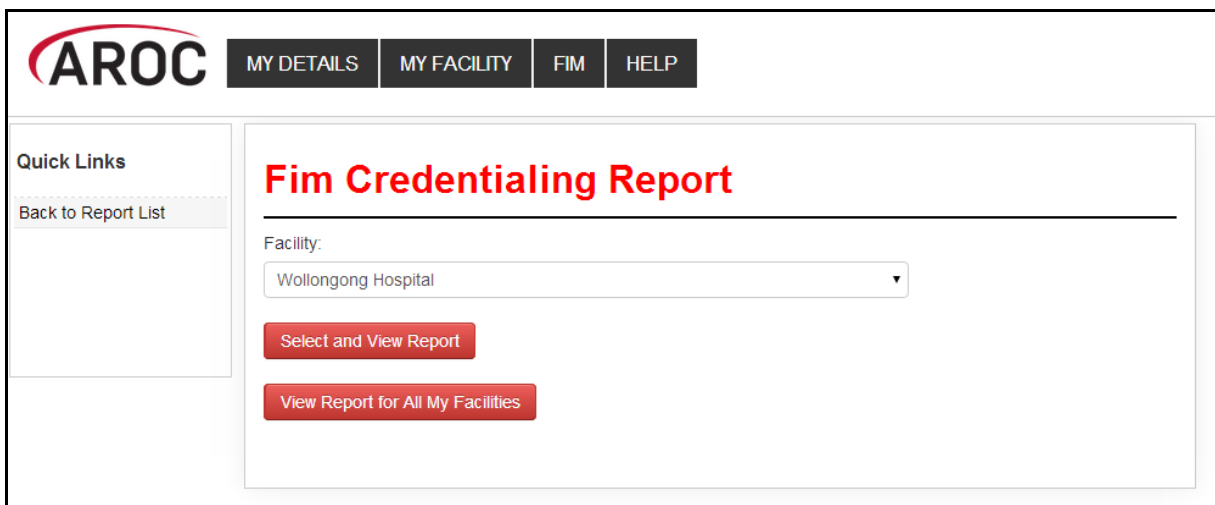 AROC
MY DETAILS MY FACILITY FIM HELP
Quick Links
Back to Report List
Fim Credentialing Report
Facility:
Wollongong Hospital
Select and View Report
View Report for All My Facilities